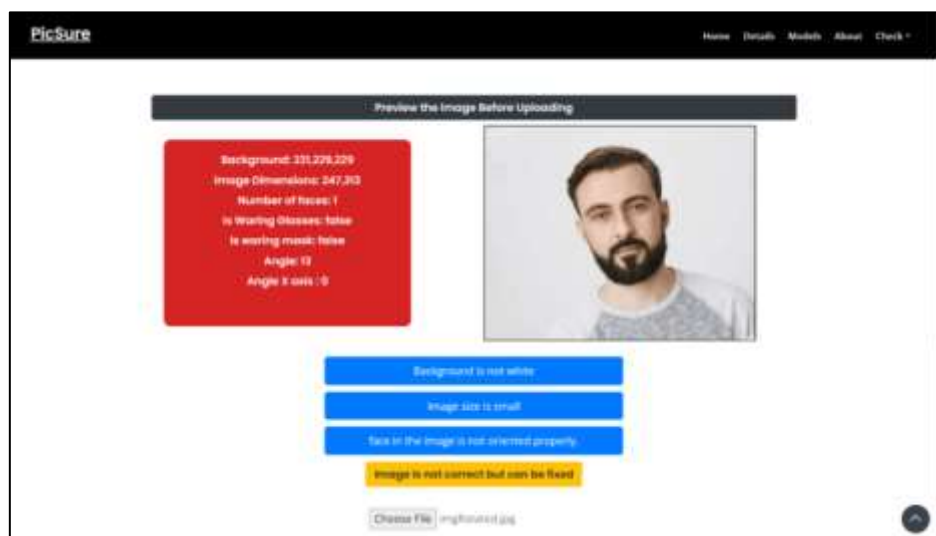 PicSure
Home Details Models About Check
Preview the Image Before Uploading
Background: 231,229,229
Image Dimensions: 247,313
Number of faces: 1
is Waring Glasses: false
is waring mask: false
Angle: 13
Angle X axis : 0
Background is not white
Image size is small
face in the image is not oriented properly.
Image is not correct but can be fixed
Choose File imgRotated.jpg